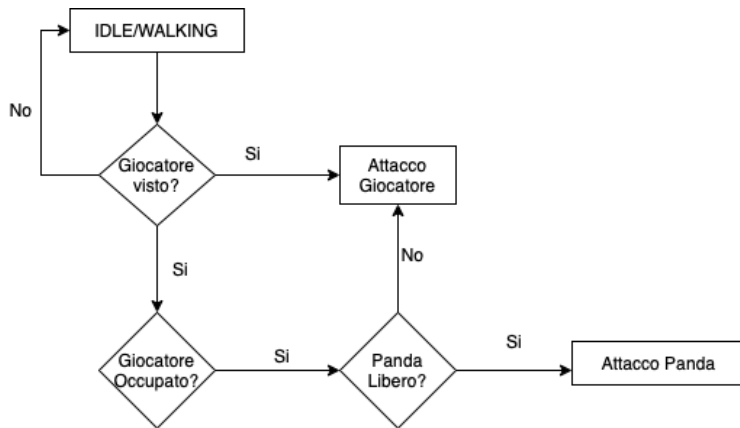 IDLE/WALKING
No
Giocatore
visto?
Si
Attacco
Giocatore
Si
No
Giocatore
Occupato?
Si
Panda
Libero?
Si
Attacco Panda